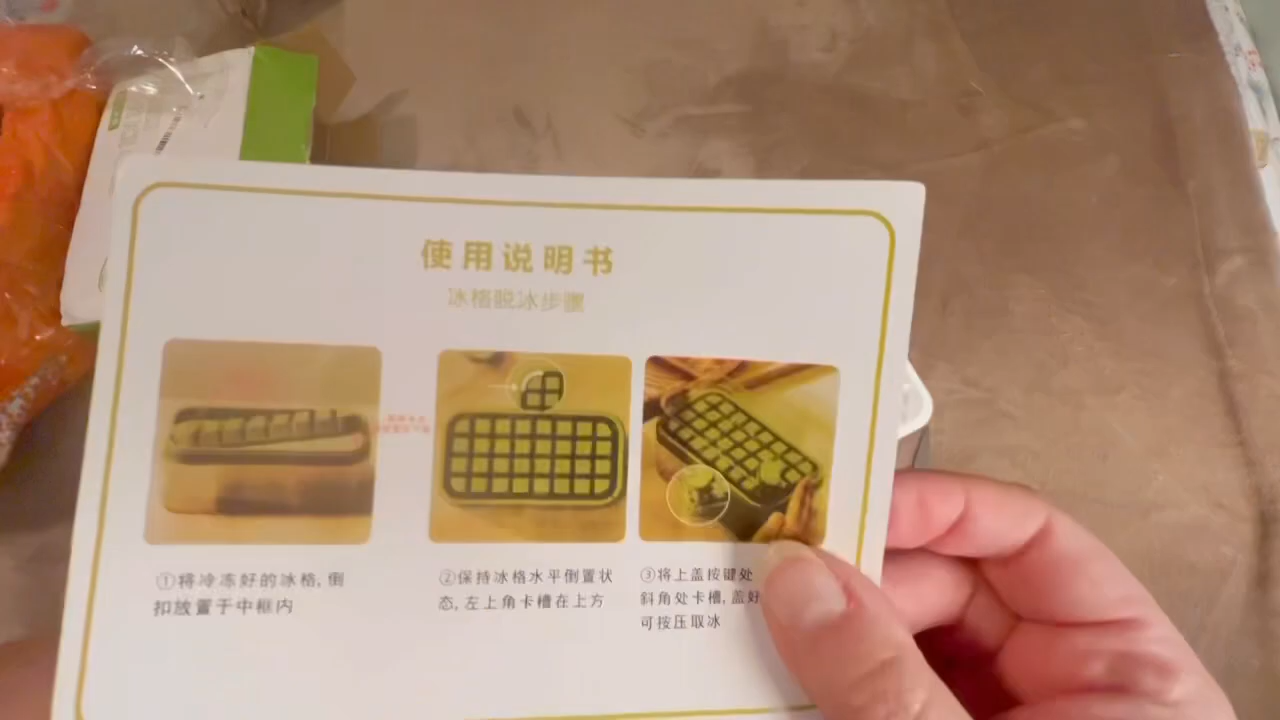 使用说明书
冰格脱冰步骤
①将冷冻好的冰格,倒
扣放置于中框内
②保持冰格水平倒置状
态,左上角卡槽在上方
③将上盖按键处
斜角处卡槽,盖好
可按压取冰